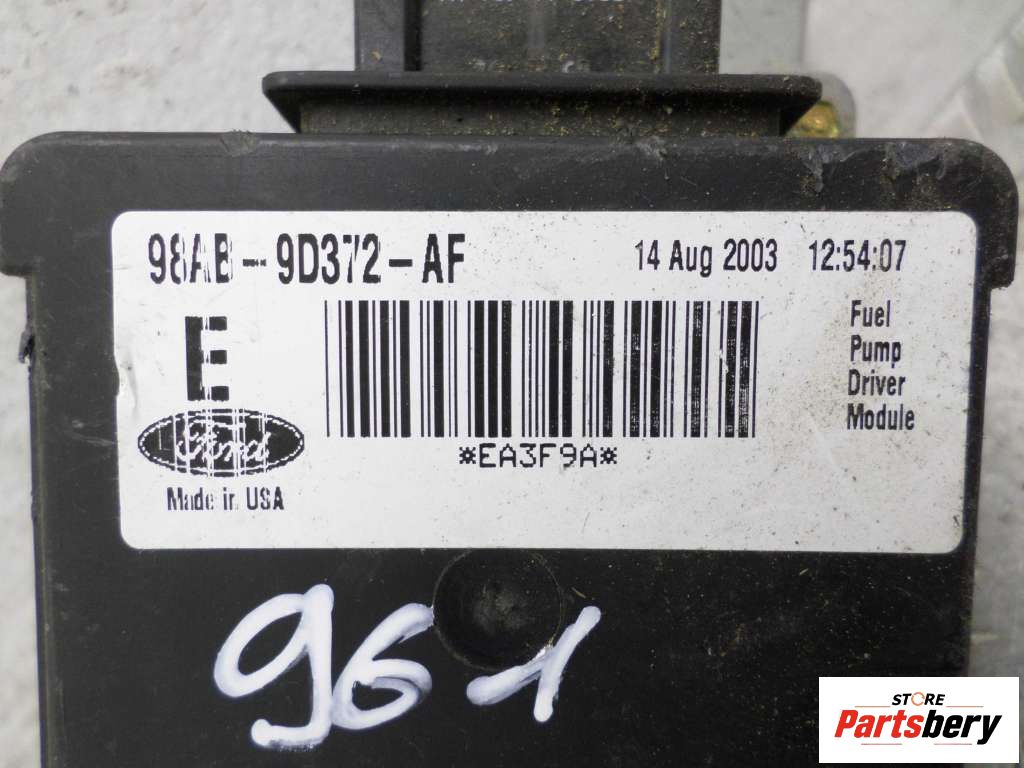 98AB-9D372-AF
14 Aug 2003 12:54:07
E
Fuel
Pump
Driver
Module
Ford
*EA3F9A*
Made in USA
961
STORE
Partsbery